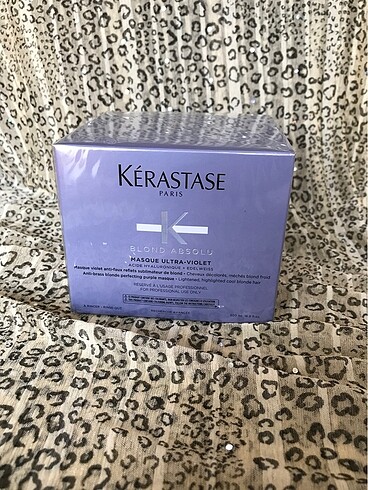 KÉRASTASE
PARIS
K
BLOND ABSOLU
MASQUE ULTRA-VIOLET
ACIDE HYALURONIQUE + EDELWEISS
Masque violet anti-faux reflets sublimateur de blond - Cheveux décolorés, méchés blond froid
Anti-brass blonde perfecting purple masque - Lightened, highlighted cool blonde hair
RÉSERVÉ À L'USAGE PROFESSIONNEL
FOR PROFESSIONAL USE ONLY